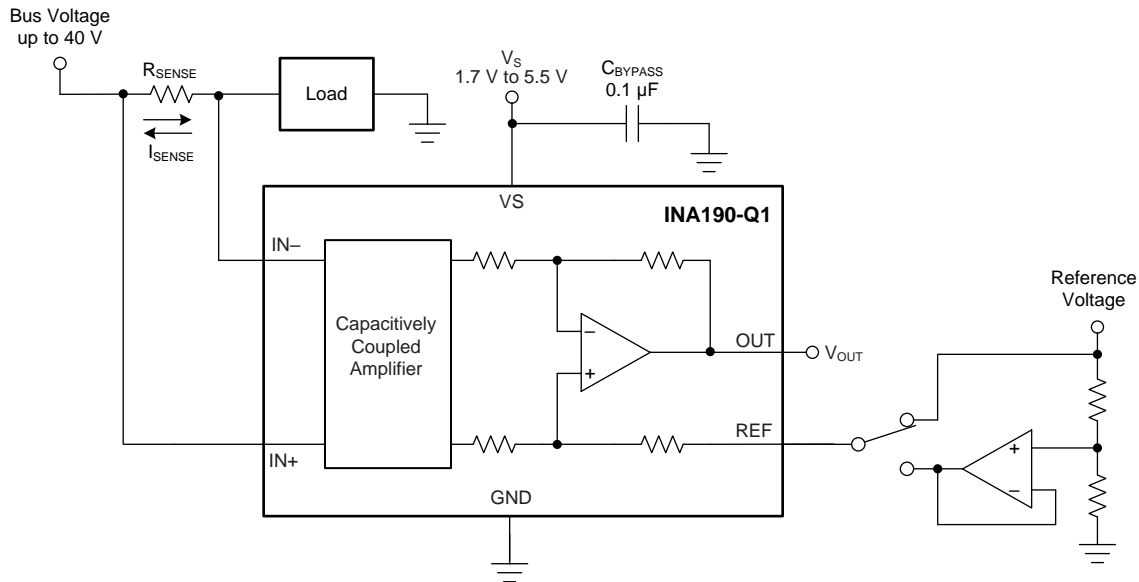 Bus Voltage
up to 40 V
RSENSE
ISENSE
Load
VS
1.7 V to 5.5 V
CBYPASS
0.1 µF
VS
INA190-Q1
IN–
Capacitively
Coupled
Amplifier
–
+
OUT
VOUT
REF
IN+
GND
Reference
Voltage
+
–